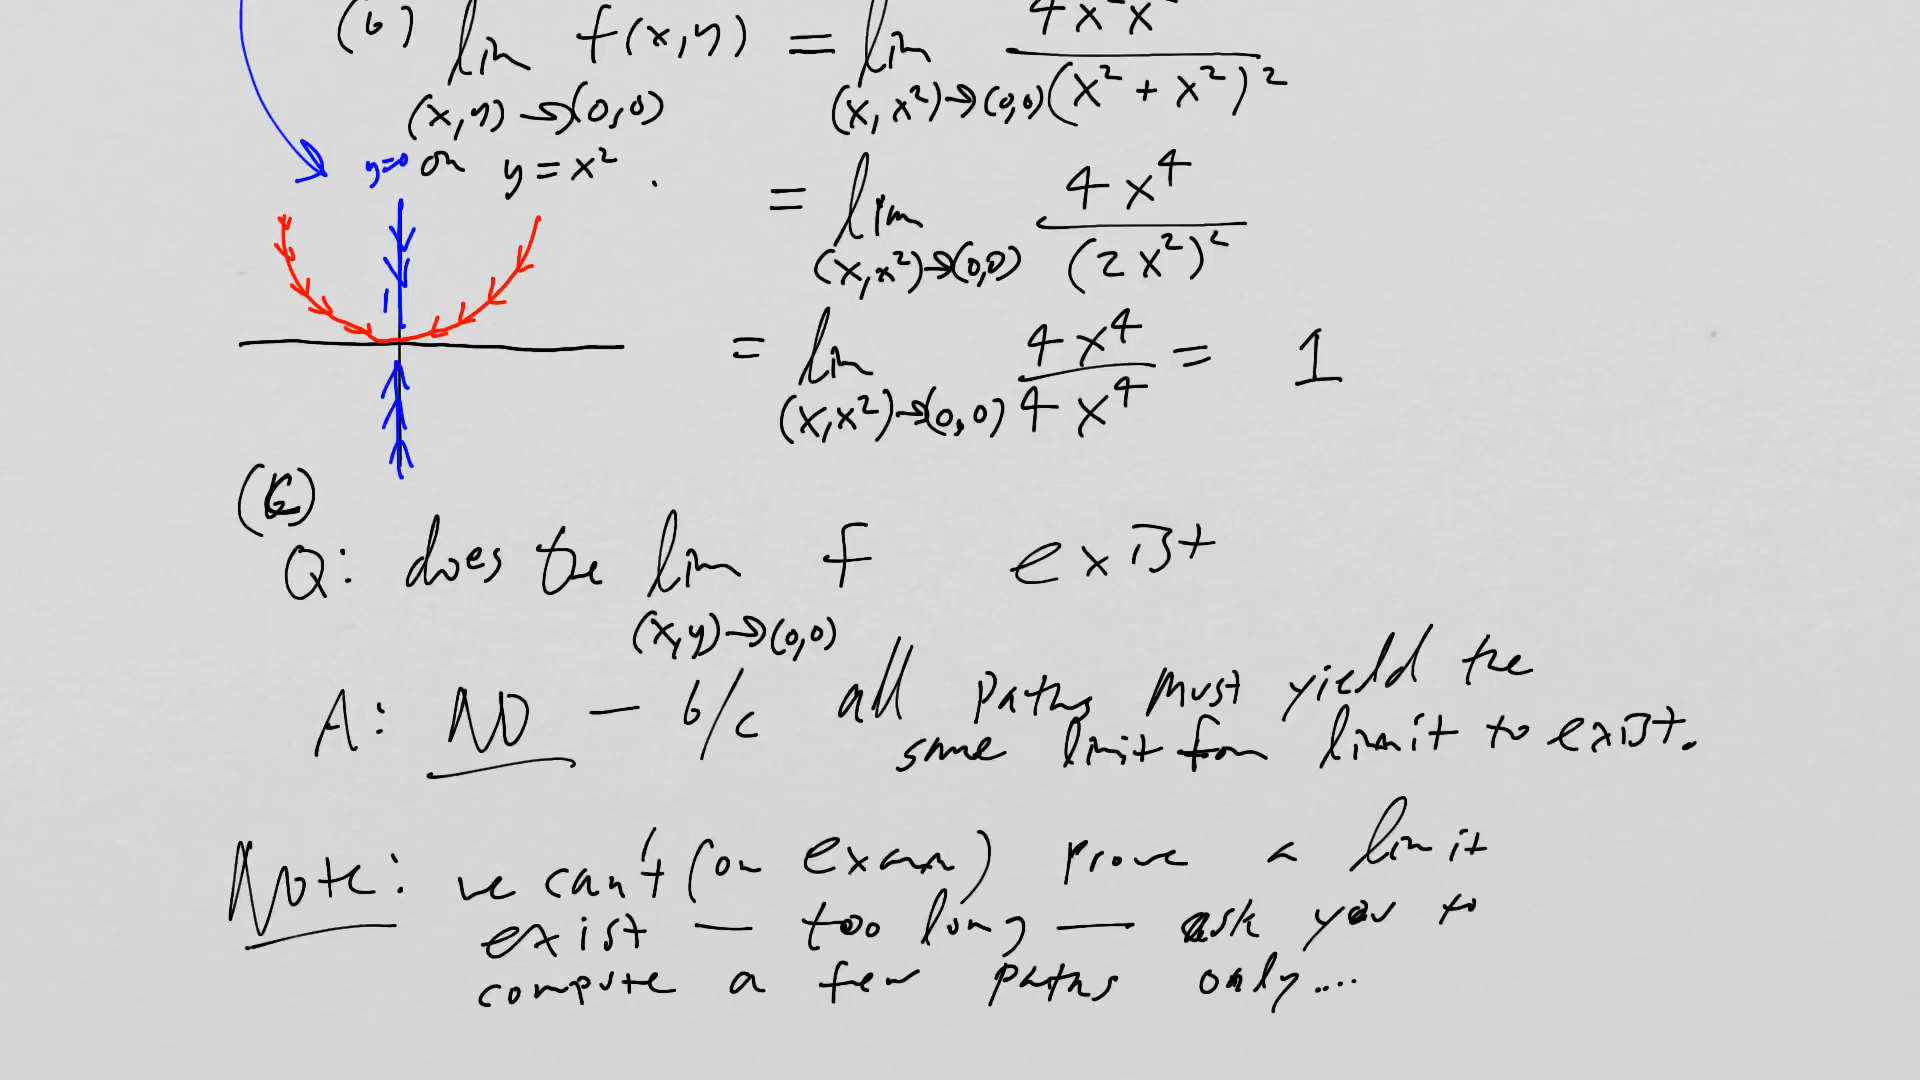 (b) lim f(x,y) = lim 4x²x² / (x² + x²)²
(x,y) → (0,0) (x, x²) → (0,0)
y=0 on y = x².
= lim 4x⁴ / (2x²)²
(x,x²) → (0,0)
= lim 4x⁴ / 4x⁴ = 1
(x,x²) → (0,0)
(c)
Q: does the lim f exist
(x,y) → (0,0)
A: NO — b/c all paths must yield the
same limit for limit to exist.
Note: we can't (on exam) prove a limit
exist — too long — ask you to
compute a few paths only....